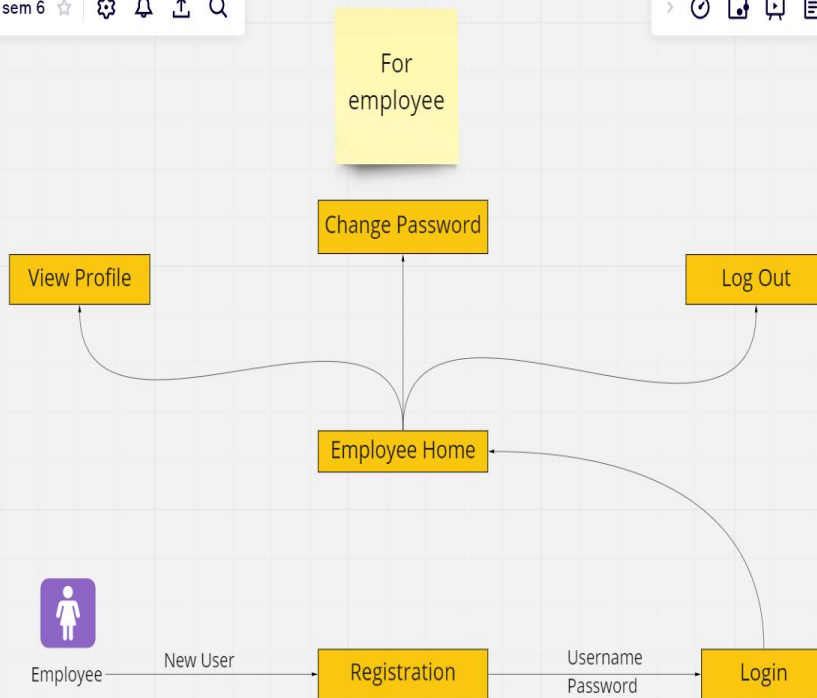 sem 6
For
employee
Change Password
View Profile
Log Out
Employee Home
New User
Employee
Registration
Username
Password
Login